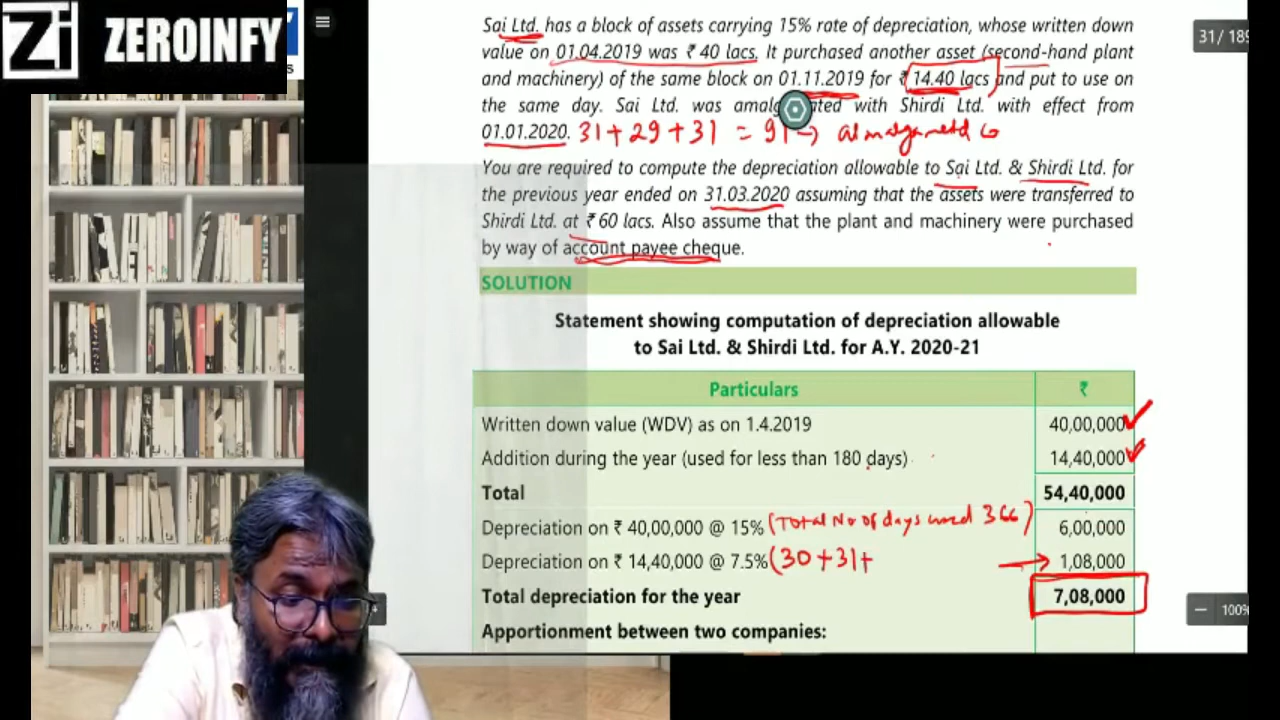 Zi ZEROINFY
s
31/189
Sai Ltd. has a block of assets carrying 15% rate of depreciation, whose written down
value on 01.04.2019 was ₹ 40 lacs. It purchased another asset (second-hand plant
and machinery) of the same block on 01.11.2019 for ₹ 14.40 lacs and put to use on
the same day. Sai Ltd. was amalg ated with Shirdi Ltd. with effect from
01.01.2020. 31+29+31 = 91 →
You are required to compute the depreciation allowable to Sai Ltd. & Shirdi Ltd. for
the previous year ended on 31.03.2020 assuming that the assets were transferred to
Shirdi Ltd. at ₹ 60 lacs. Also assume that the plant and machinery were purchased
by way of account payee cheque.
SOLUTION
Statement showing computation of depreciation allowable
to Sai Ltd. & Shirdi Ltd. for A.Y. 2020-21
Particulars ₹
Written down value (WDV) as on 1.4.2019 40,00,000
Addition during the year (used for less than 180 days) 14,40,000
Total 54,40,000
Depreciation on ₹ 40,00,000 @ 15% (Total No of days used 366) 6,00,000
Depreciation on ₹ 14,40,000 @ 7.5% (30+31+ → 1,08,000
Total depreciation for the year 7,08,000
Apportionment between two companies:
100%